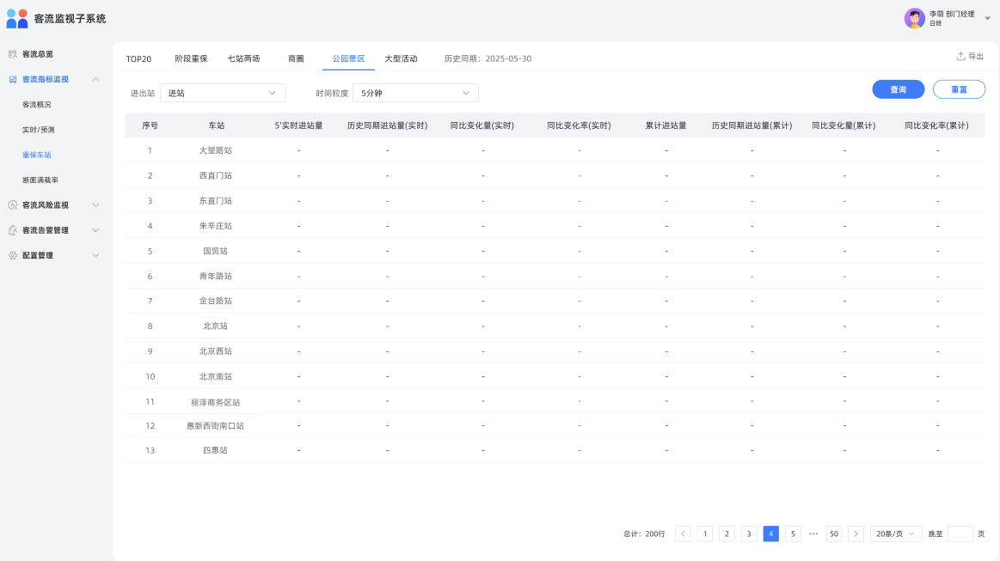 客流监视子系统
李萌 部门经理
白班
客流总览
客流指标监视
客流概况
实时/预测
重保车站
断面满载率
客流风险监视
客流告警管理
配置管理
TOP20 阶段重保 七站两场 商圈 公园景区 大型活动 历史同期：2025-05-30 导出
进出站 进站 时间粒度 5分钟 查询 重置
序号 车站 5'实时进站量 历史同期进站量(实时) 同比变化量(实时) 同比变化率(实时) 累计进站量 历史同期进站量(累计) 同比变化量(累计) 同比变化率(累计)
1 大望路站 - - - - - - - -
2 西直门站 - - - - - - - -
3 东直门站 - - - - - - - -
4 朱辛庄站 - - - - - - - -
5 国贸站 - - - - - - - -
6 青年路站 - - - - - - - -
7 金台路站 - - - - - - - -
8 北京站 - - - - - - - -
9 北京西站 - - - - - - - -
10 北京南站 - - - - - - - -
11 丽泽商务区站 - - - - - - - -
12 惠新西街南口站 - - - - - - - -
13 四惠站 - - - - - - - -
总计：200行 < 1 2 3 4 5 ••• 50 > 20条/页 跳至 页